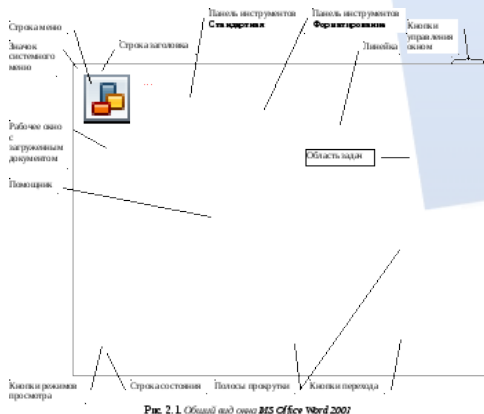 Панель инструментов
Стандартная
Панель инструментов
Форматирование
Кнопки
управления
окном
Строка меню
Значок
системного
меню
Строка заголовка
Линейка
Рабочее окно
с
загруженным
документом
Область задач
Помощник
Кнопки режимов
просмотра
Строка состояния
Полосы прокрутки
Кнопки перехода
Рис. 2.1. Общий вид окна MS Office Word 2007